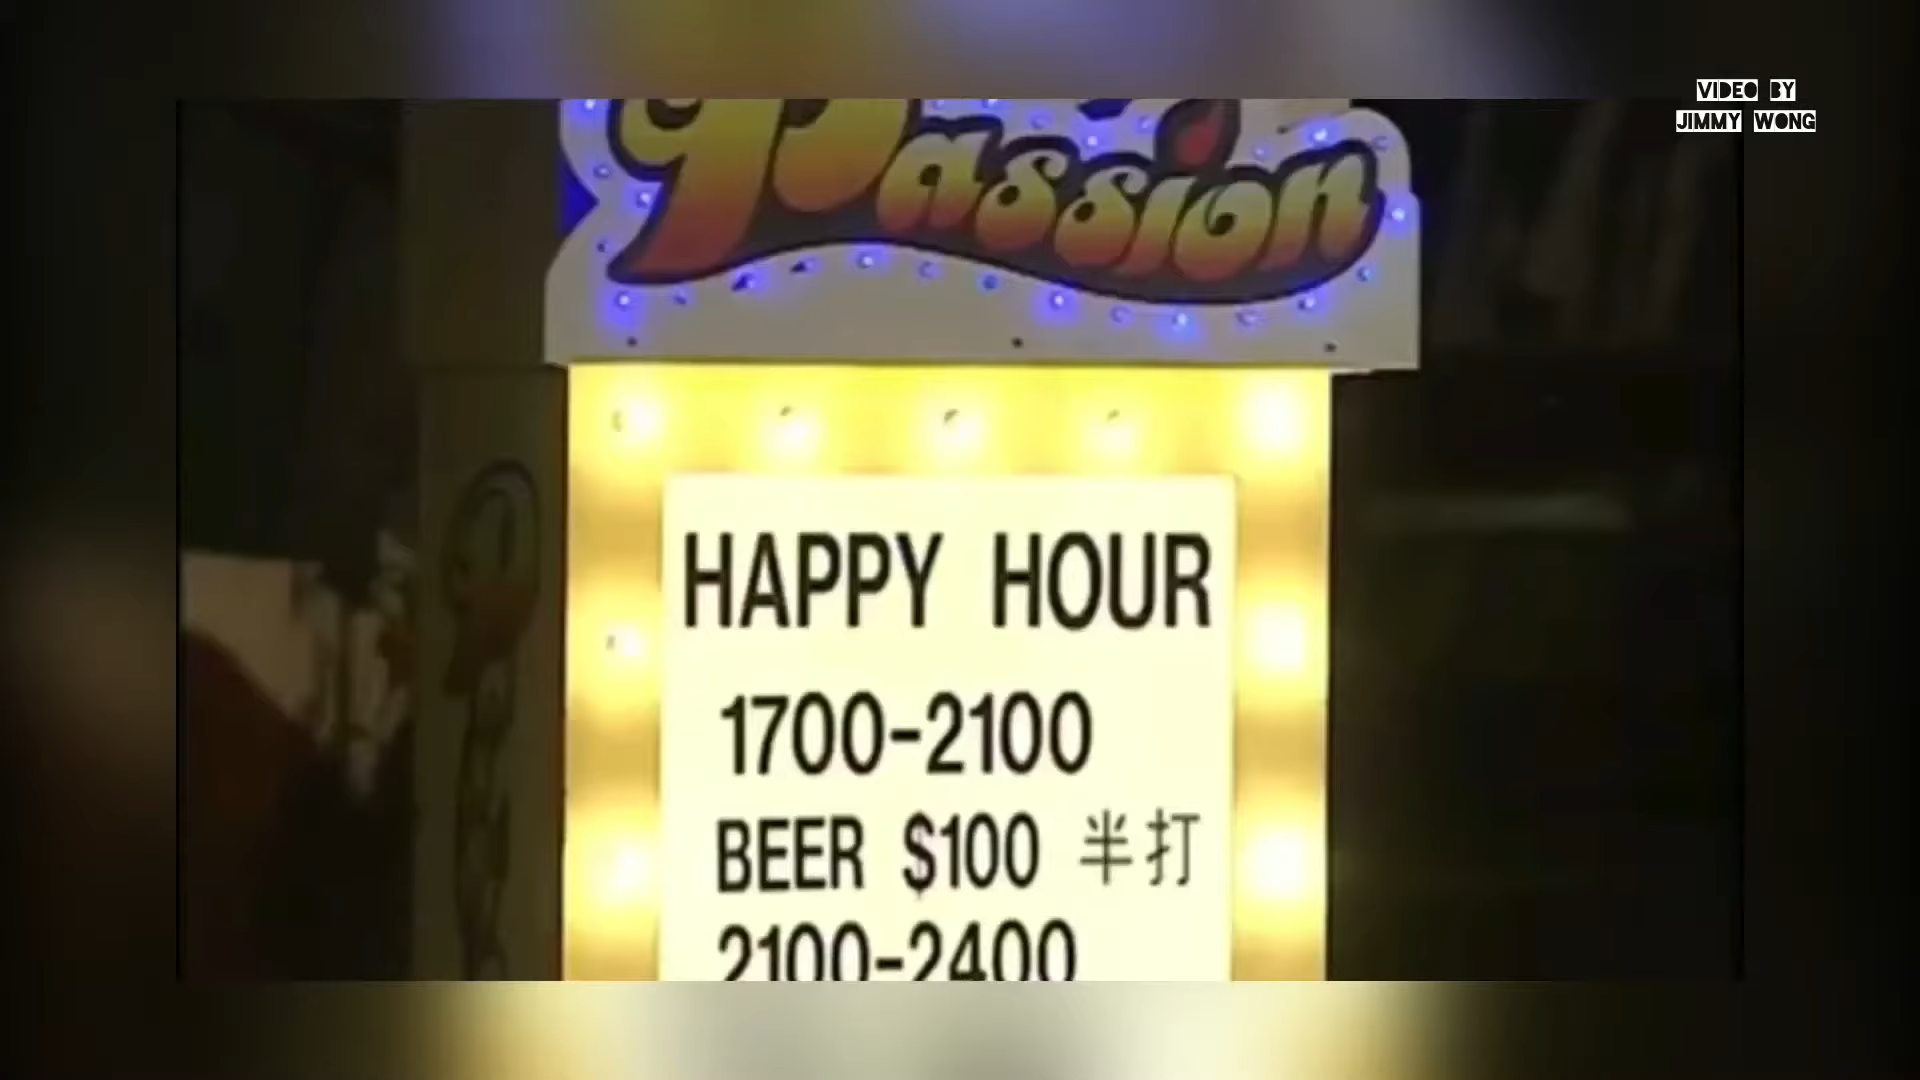 VIDEO BY
JIMMY WONG
Passion
HAPPY HOUR
1700-2100
BEER $100 半打
2100-2400